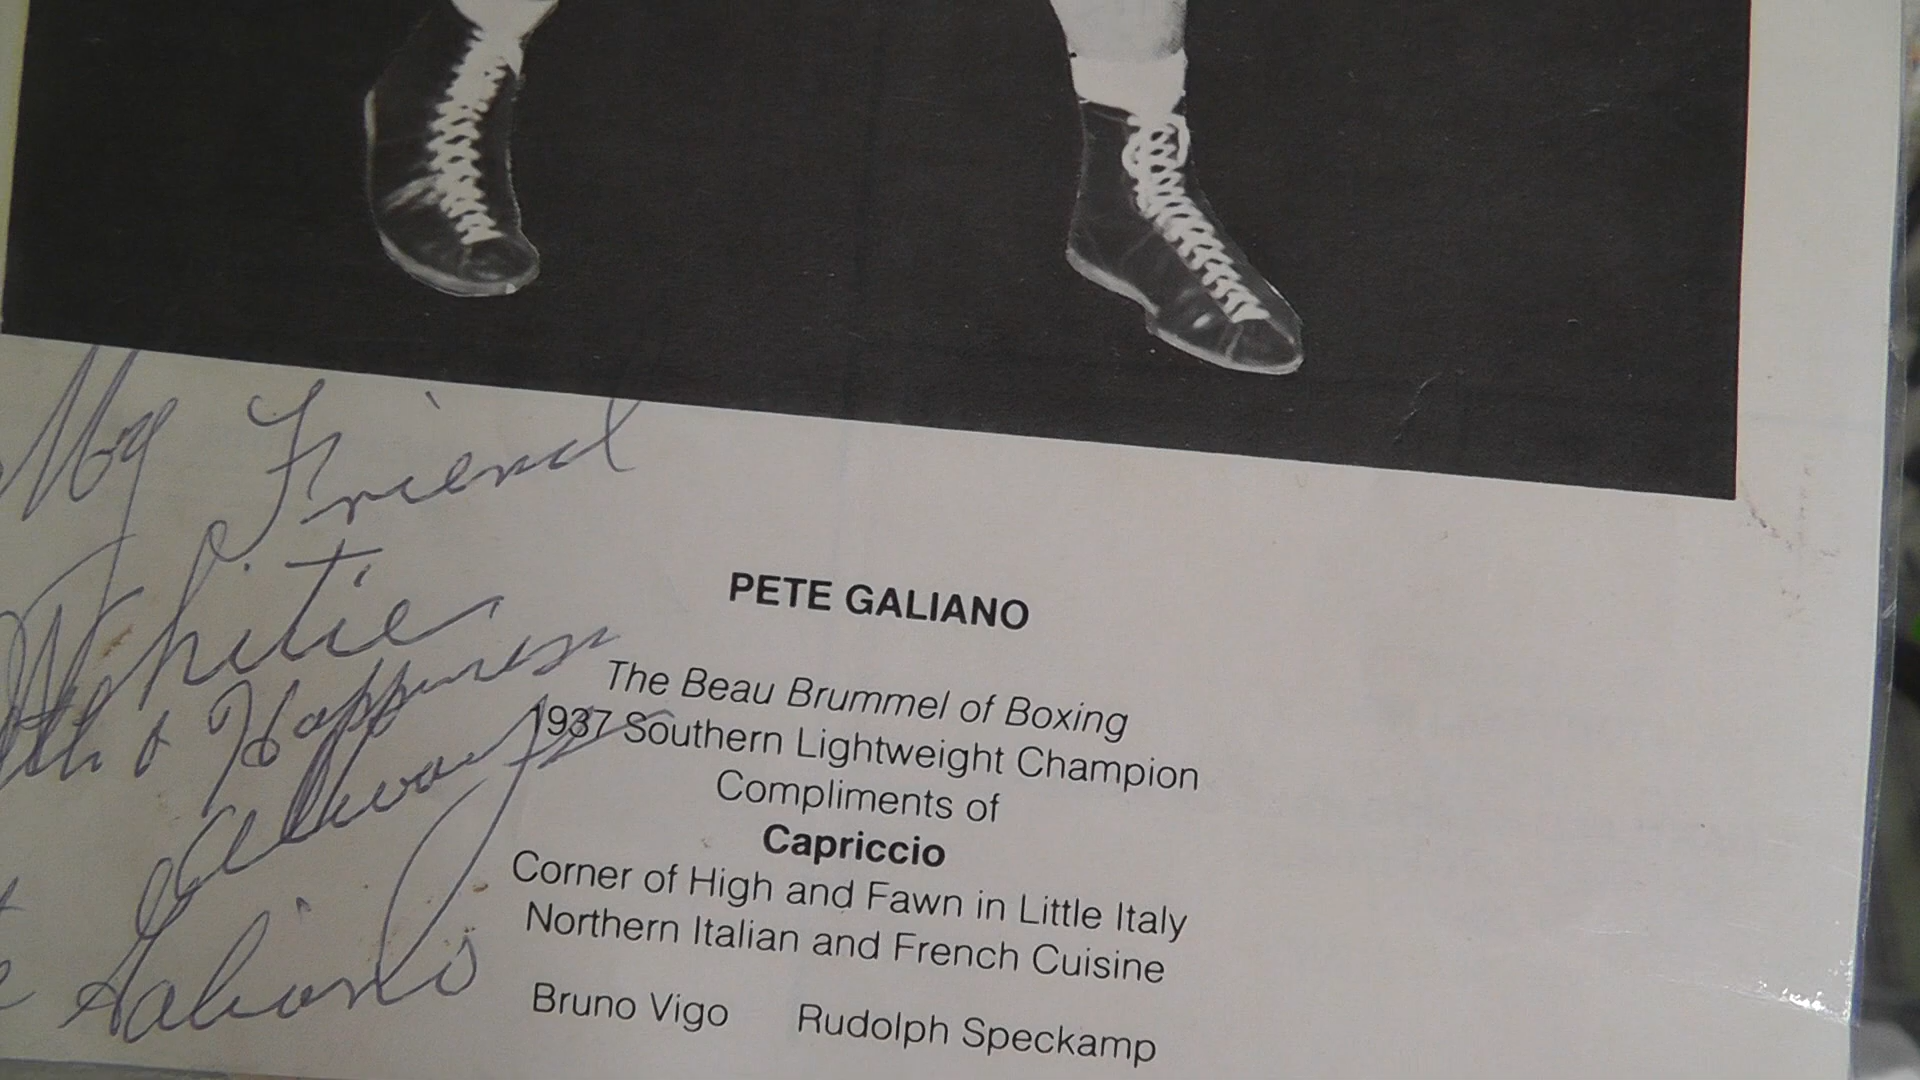 My Friend
Whitie
& Happiness
Always
Galiano
PETE GALIANO
The Beau Brummel of Boxing
1937 Southern Lightweight Champion
Compliments of
Capriccio
Corner of High and Fawn in Little Italy
Northern Italian and French Cuisine
Bruno Vigo Rudolph Speckamp